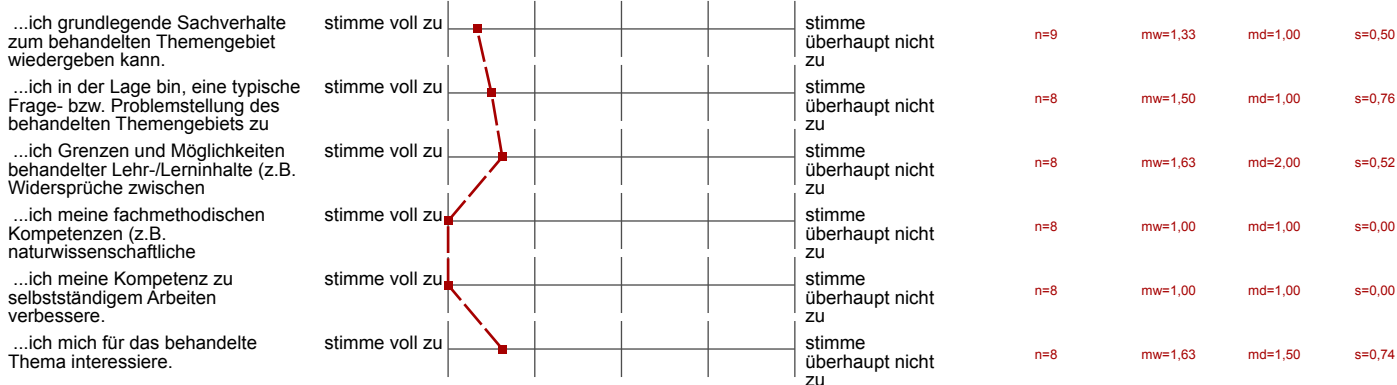 ...ich grundlegende Sachverhalte
zum behandelten Themengebiet
wiedergeben kann.
stimme voll zu
stimme
überhaupt nicht
zu
n=9 mw=1,33 md=1,00 s=0,50
...ich in der Lage bin, eine typische
Frage- bzw. Problemstellung des
behandelten Themengebiets zu
stimme voll zu
stimme
überhaupt nicht
zu
n=8 mw=1,50 md=1,00 s=0,76
...ich Grenzen und Möglichkeiten
behandelter Lehr-/Lerninhalte (z.B.
Widersprüche zwischen
stimme voll zu
stimme
überhaupt nicht
zu
n=8 mw=1,63 md=2,00 s=0,52
...ich meine fachmethodischen
Kompetenzen (z.B.
naturwissenschaftliche
stimme voll zu
stimme
überhaupt nicht
zu
n=8 mw=1,00 md=1,00 s=0,00
...ich meine Kompetenz zu
selbstständigem Arbeiten
verbessere.
stimme voll zu
stimme
überhaupt nicht
zu
n=8 mw=1,00 md=1,00 s=0,00
...ich mich für das behandelte
Thema interessiere.
stimme voll zu
stimme
überhaupt nicht
zu
n=8 mw=1,63 md=1,50 s=0,74